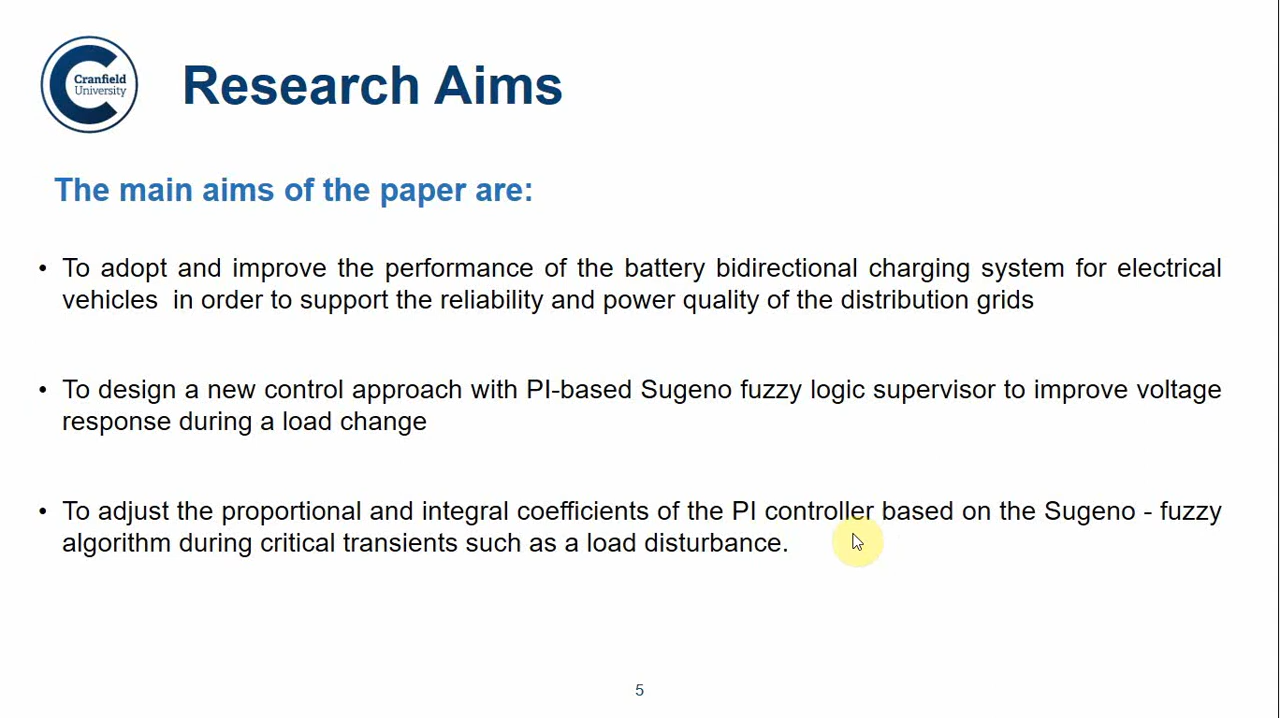 Cranfield
University
Research Aims
The main aims of the paper are:
• To adopt and improve the performance of the battery bidirectional charging system for electrical
vehicles in order to support the reliability and power quality of the distribution grids
• To design a new control approach with PI-based Sugeno fuzzy logic supervisor to improve voltage
response during a load change
• To adjust the proportional and integral coefficients of the PI controller based on the Sugeno - fuzzy
algorithm during critical transients such as a load disturbance.
5